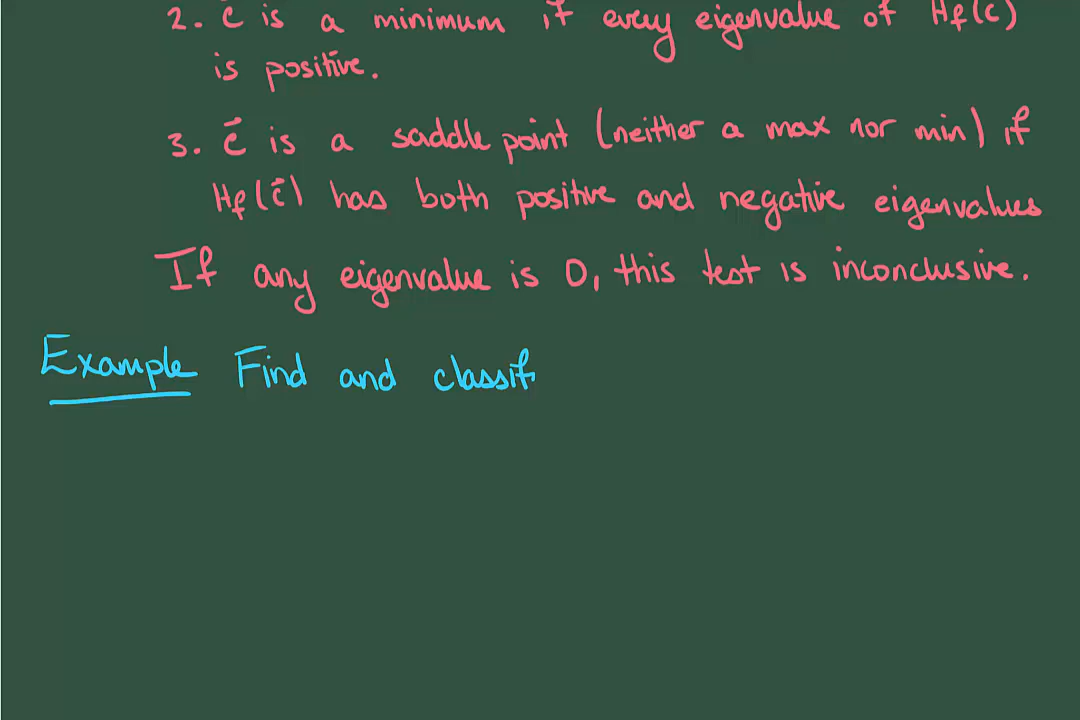 2. c⃗ is a minimum if every eigenvalue of Hf(c⃗)
is positive.
3. c⃗ is a saddle point (neither a max nor min) if
Hf(c⃗) has both positive and negative eigenvalues
If any eigenvalue is 0, this test is inconclusive.
Example Find and classif